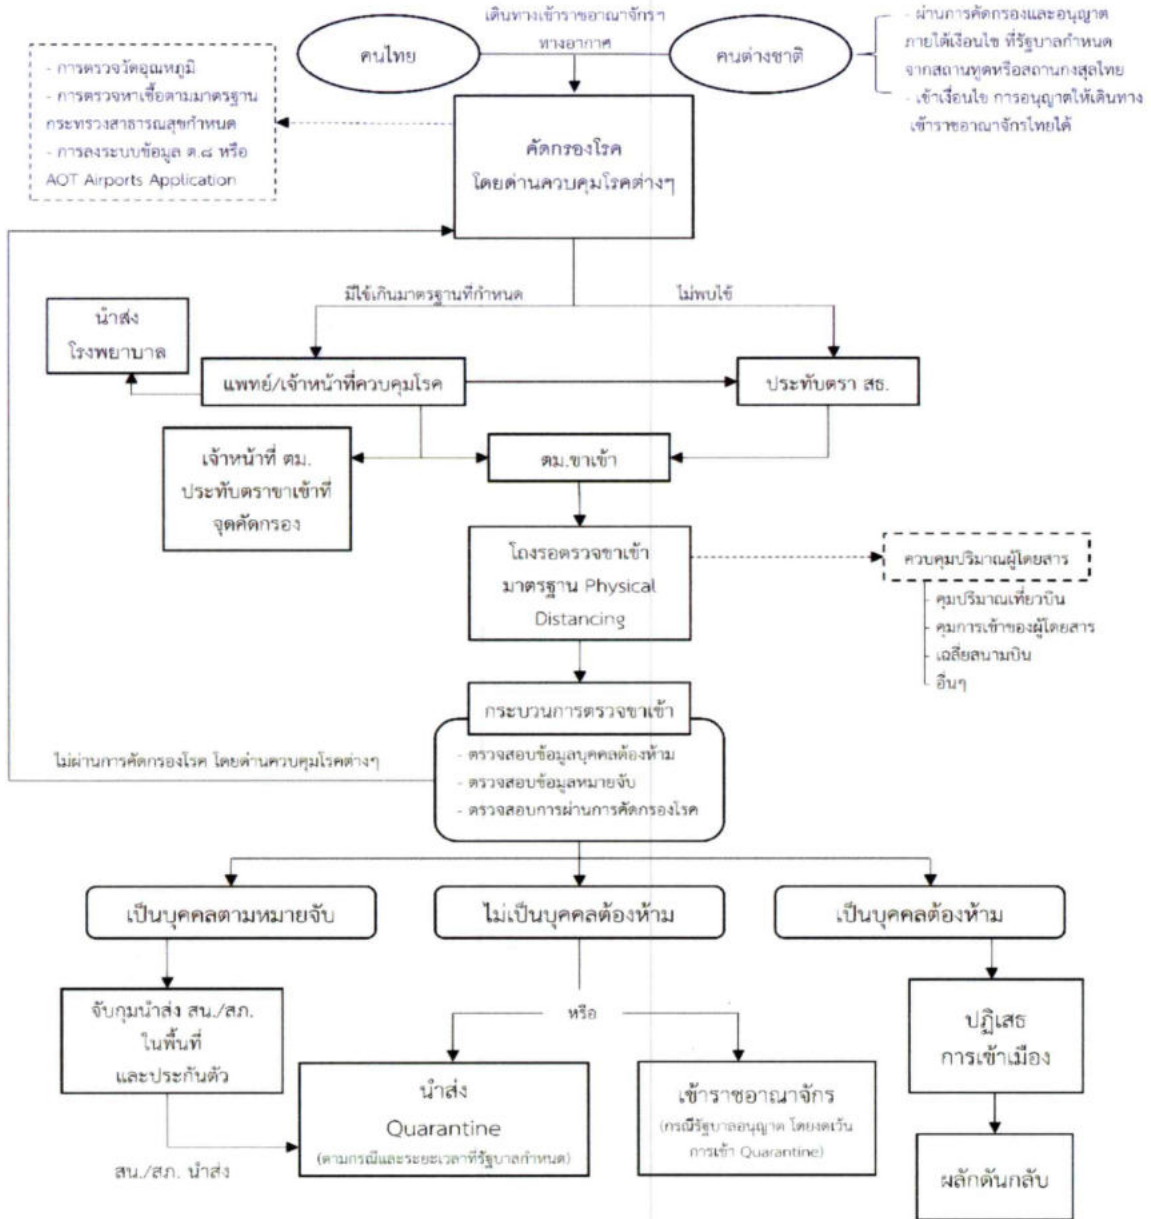 เดินทางเข้าราชอาณาจักรฯ
ทางอากาศ
คนไทย
คนต่างชาติ
- ผ่านการคัดกรองและอนุญาต
ภายใต้เงื่อนไข ที่รัฐบาลกำหนด
จากสถานทูตหรือสถานกงสุลไทย
- เข้าเงื่อนไข การอนุญาตให้เดินทาง
เข้าราชอาณาจักรไทยได้
- การตรวจวัดอุณหภูมิ
- การตรวจหาเชื้อตามมาตรฐาน
กระทรวงสาธารณสุขกำหนด
- การลงระบบข้อมูล ต.๘ หรือ
AOT Airports Application
คัดกรองโรค
โดยด่านควบคุมโรคต่างๆ
มีไข้เกินมาตรฐานที่กำหนด
ไม่พบไข้
นำส่ง
โรงพยาบาล
แพทย์/เจ้าหน้าที่ควบคุมโรค
ประทับตรา สธ.
เจ้าหน้าที่ ตม.
ประทับตราขาเข้าที่
จุดคัดกรอง
ตม.ขาเข้า
โถงรอตรวจขาเข้า
มาตรฐาน Physical
Distancing
ควบคุมปริมาณผู้โดยสาร
- คุมปริมาณเที่ยวบิน
- คุมการเข้าของผู้โดยสาร
- เฉลี่ยสนามบิน
- อื่นๆ
กระบวนการตรวจขาเข้า
- ตรวจสอบข้อมูลบุคคลต้องห้าม
- ตรวจสอบข้อมูลหมายจับ
- ตรวจสอบการผ่านการคัดกรองโรค
ไม่ผ่านการคัดกรองโรค โดยด่านควบคุมโรคต่างๆ
เป็นบุคคลตามหมายจับ
ไม่เป็นบุคคลต้องห้าม
เป็นบุคคลต้องห้าม
จับกุมนำส่ง สน./สภ.
ในพื้นที่
และประกันตัว
หรือ
ปฏิเสธ
การเข้าเมือง
นำส่ง
Quarantine
(ตามกรณีและระยะเวลาที่รัฐบาลกำหนด)
เข้าราชอาณาจักร
(กรณีรัฐบาลอนุญาต โดยงดเว้น
การเข้า Quarantine)
สน./สภ. นำส่ง
ผลักดันกลับ